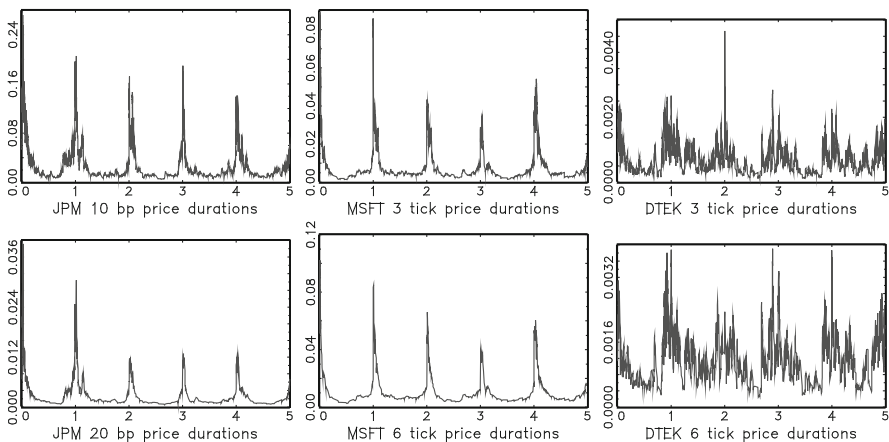 0.24
0.16
0.08
0.00
0 1 2 3 4 5
JPM 10 bp price durations
0.08
0.06
0.04
0.02
0.00
0 1 2 3 4 5
MSFT 3 tick price durations
0.0040
0.0020
0.0000
0 1 2 3 4 5
DTEK 3 tick price durations
0.036
0.024
0.012
0.000
0 1 2 3 4 5
JPM 20 bp price durations
0.12
0.08
0.04
0.00
0 1 2 3 4 5
MSFT 6 tick price durations
0.0032
0.0016
0.0000
0 1 2 3 4 5
DTEK 6 tick price durations